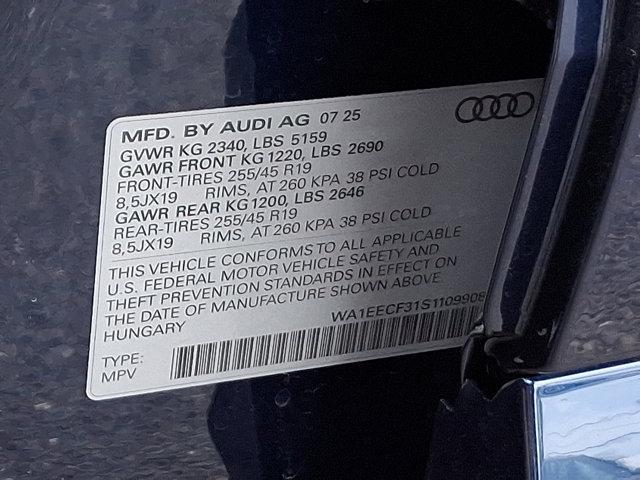 MFD. BY AUDI AG 07 25
GVWR KG 2340, LBS 5159
GAWR FRONT KG 1220, LBS 2690
FRONT-TIRES 255/45 R19
8,5JX19 RIMS, AT 260 KPA 38 PSI COLD
GAWR REAR KG 1200, LBS 2646
REAR-TIRES 255/45 R19
8,5JX19 RIMS, AT 260 KPA 38 PSI COLD
THIS VEHICLE CONFORMS TO ALL APPLICABLE
U.S. FEDERAL MOTOR VEHICLE SAFETY AND
THEFT PREVENTION STANDARDS IN EFFECT ON
THE DATE OF MANUFACTURE SHOWN ABOVE.
HUNGARY
WA1EECF31S1109908
TYPE:
MPV